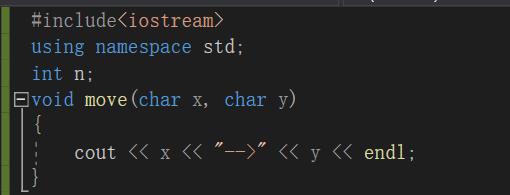 #include<iostream>
using namespace std;
int n;
void move(char x, char y)
{
cout << x << "-->" << y << endl;
}